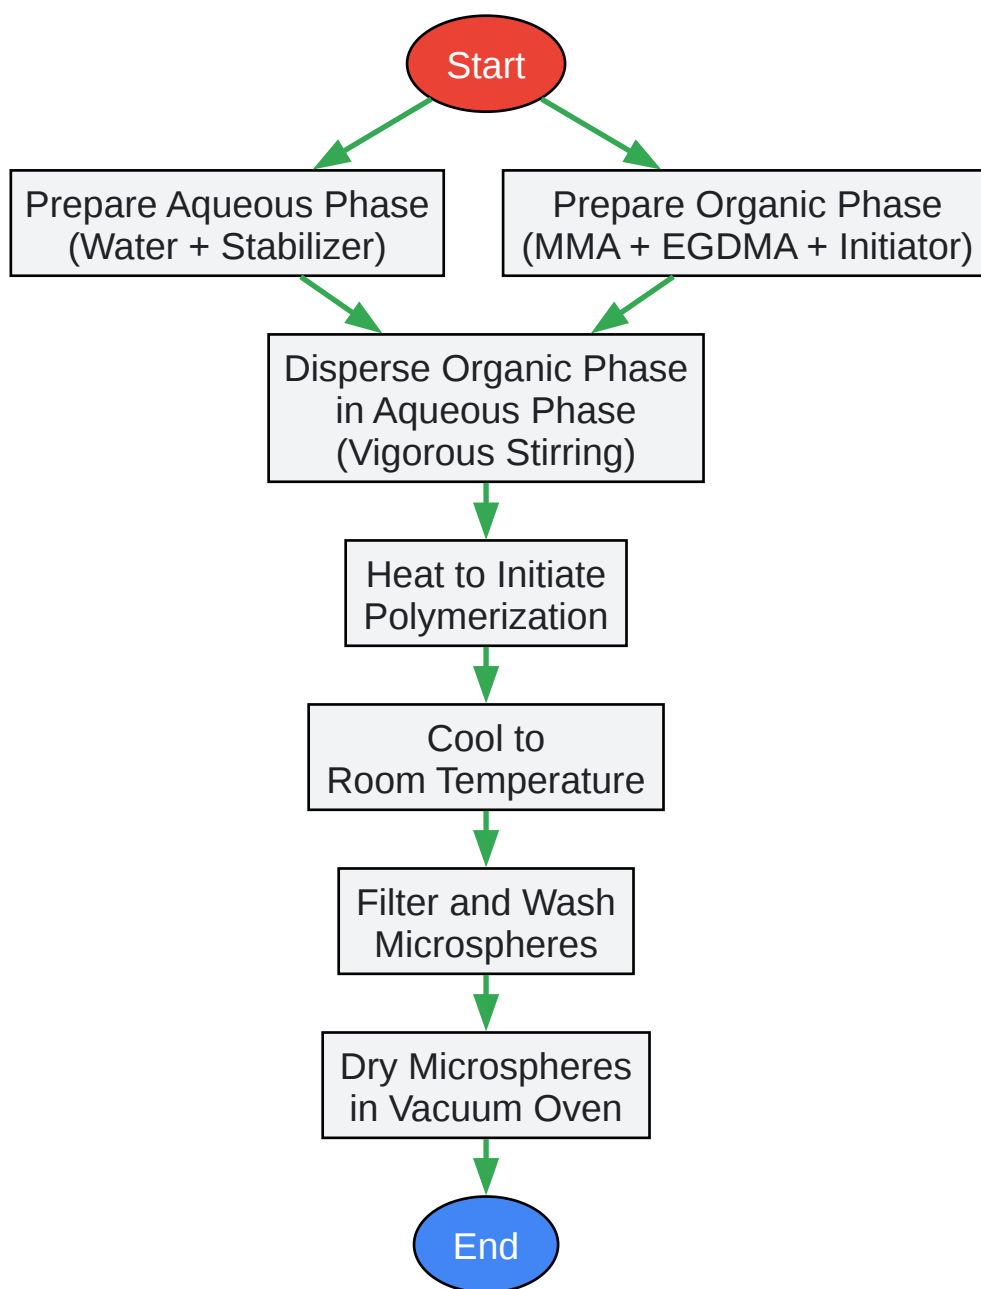 Start
Prepare Aqueous Phase
(Water + Stabilizer)
Prepare Organic Phase
(MMA + EGDMA + Initiator)
Disperse Organic Phase
in Aqueous Phase
(Vigorous Stirring)
Heat to Initiate
Polymerization
Cool to
Room Temperature
Filter and Wash
Microspheres
Dry Microspheres
in Vacuum Oven
End